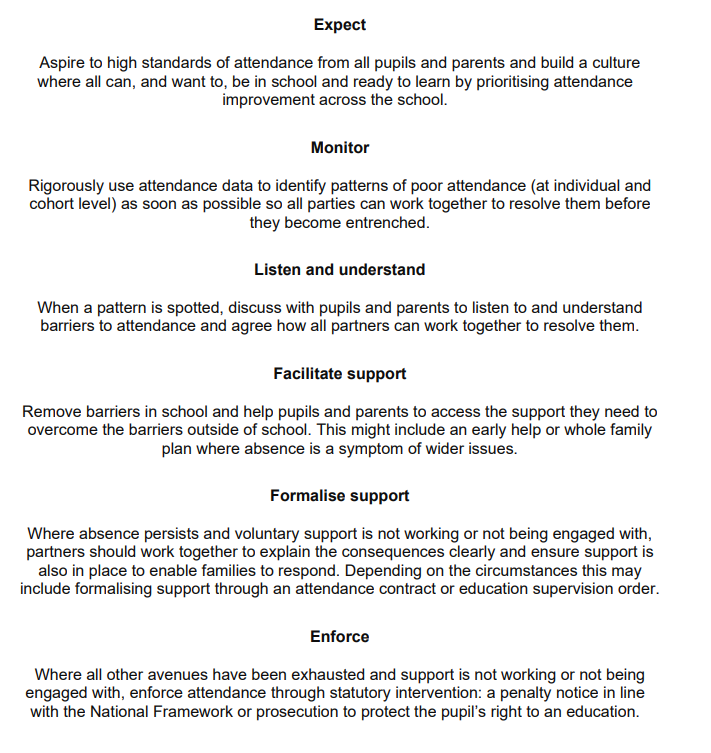 Expect
Aspire to high standards of attendance from all pupils and parents and build a culture
where all can, and want to, be in school and ready to learn by prioritising attendance
improvement across the school.
Monitor
Rigorously use attendance data to identify patterns of poor attendance (at individual and
cohort level) as soon as possible so all parties can work together to resolve them before
they become entrenched.
Listen and understand
When a pattern is spotted, discuss with pupils and parents to listen to and understand
barriers to attendance and agree how all partners can work together to resolve them.
Facilitate support
Remove barriers in school and help pupils and parents to access the support they need to
overcome the barriers outside of school. This might include an early help or whole family
plan where absence is a symptom of wider issues.
Formalise support
Where absence persists and voluntary support is not working or not being engaged with,
partners should work together to explain the consequences clearly and ensure support is
also in place to enable families to respond. Depending on the circumstances this may
include formalising support through an attendance contract or education supervision order.
Enforce
Where all other avenues have been exhausted and support is not working or not being
engaged with, enforce attendance through statutory intervention: a penalty notice in line
with the National Framework or prosecution to protect the pupil's right to an education.